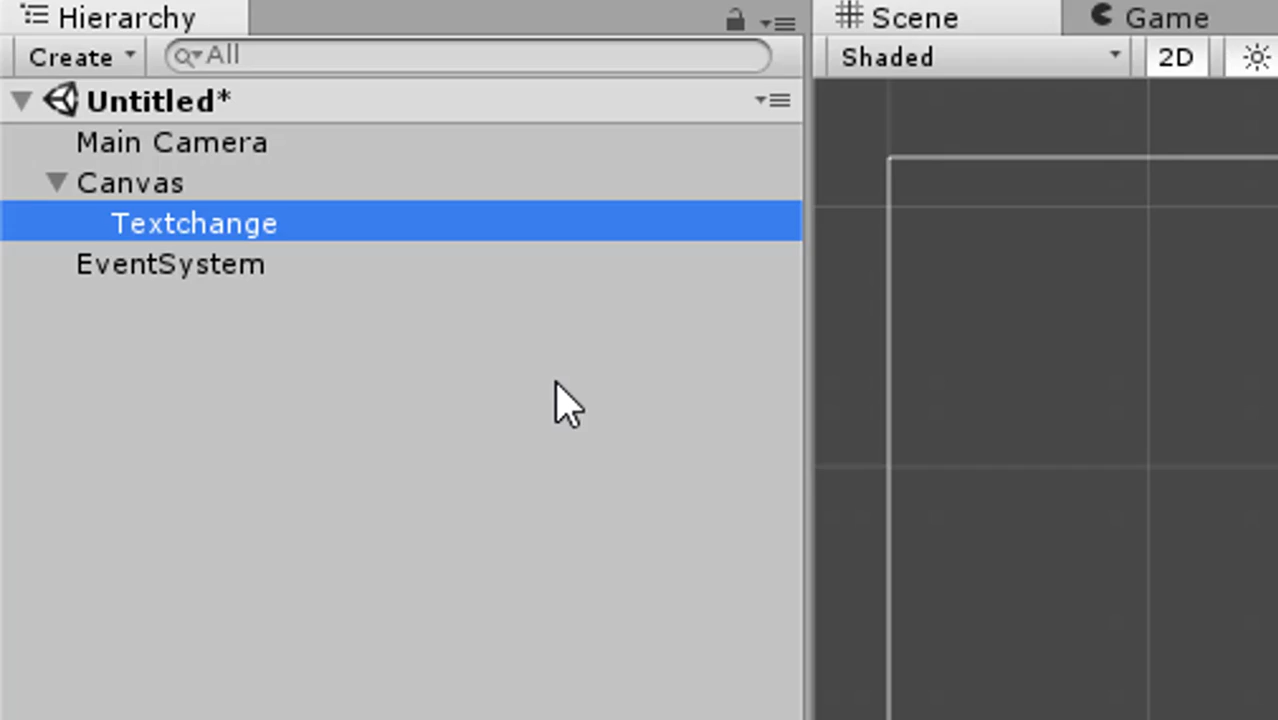 Hierarchy
Create
All
Untitled*
Main Camera
Canvas
Textchange
EventSystem
Scene
Game
Shaded
2D